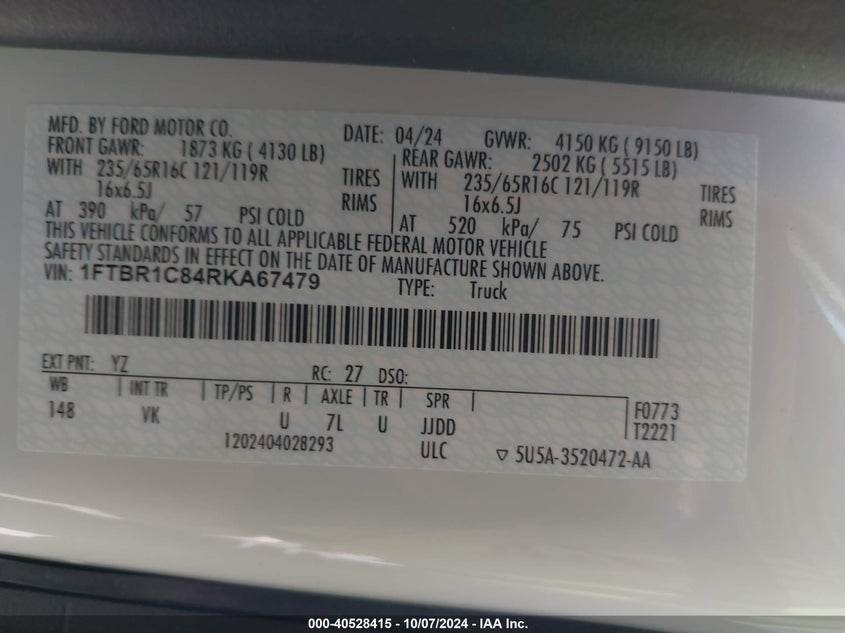 MFD. BY FORD MOTOR CO. DATE: 04/24 GVWR: 4150 KG ( 9150 LB)
FRONT GAWR: 1873 KG ( 4130 LB) REAR GAWR: 2502 KG ( 5515 LB)
WITH 235/65R16C 121/119R TIRES WITH 235/65R16C 121/119R TIRES
16x6.5J RIMS 16x6.5J RIMS
AT 390 kPa/ 57 PSI COLD AT 520 kPa/ 75 PSI COLD
THIS VEHICLE CONFORMS TO ALL APPLICABLE FEDERAL MOTOR VEHICLE
SAFETY STANDARDS IN EFFECT ON THE DATE OF MANUFACTURE SHOWN ABOVE.
VIN: 1FTBR1C84RKA67479 TYPE: Truck
EXT PNT: YZ RC: 27 DSO:
WB INT TR TP/PS R AXLE TR SPR F0773
148 VK U 7L U JJDD T2221
1202404028293 ULC ▽ 5U5A-3520472-AA
000-40528415 - 10/07/2024 - IAA Inc.